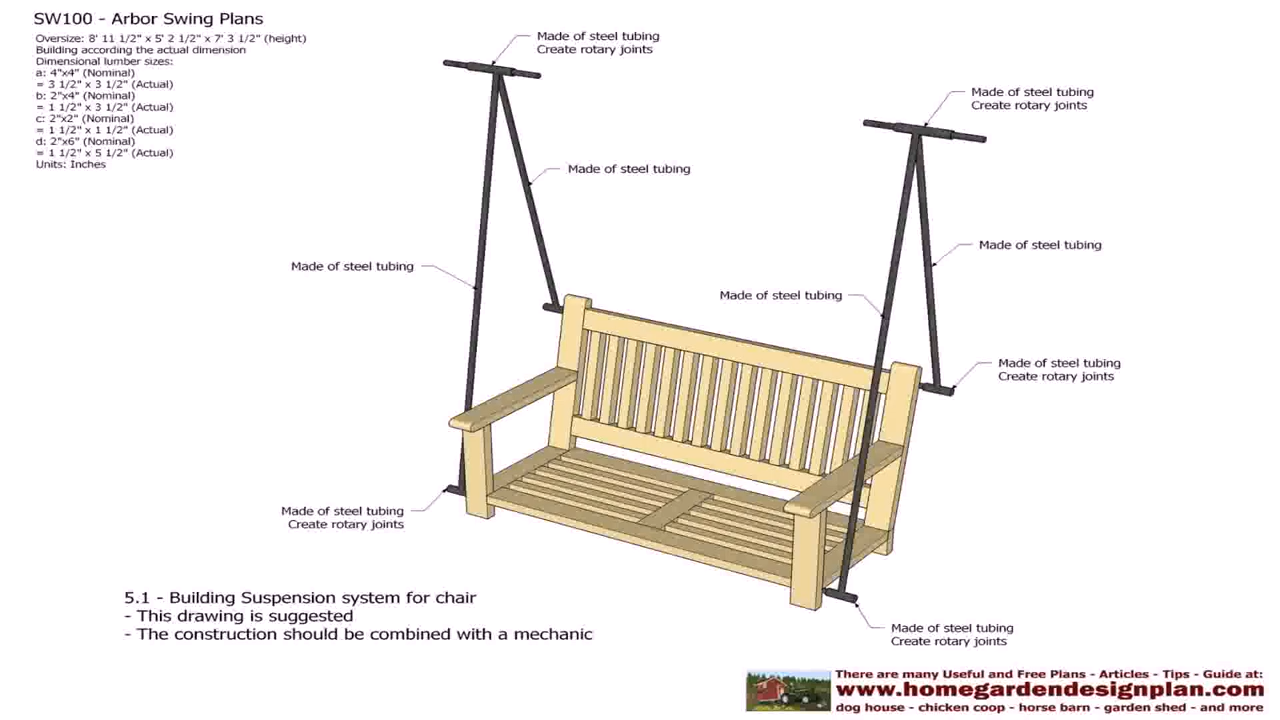 SW100 - Arbor Swing Plans
Oversize: 8' 11 1/2" x 5' 2 1/2" x 7' 3 1/2" (height)
Building according the actual dimension
Dimensional lumber sizes:
a: 4"x4" (Nominal)
= 3 1/2" x 3 1/2" (Actual)
b: 2"x4" (Nominal)
= 1 1/2" x 3 1/2" (Actual)
c: 2"x2" (Nominal)
= 1 1/2" x 1 1/2" (Actual)
d: 2"x6" (Nominal)
= 1 1/2" x 5 1/2" (Actual)
Units: Inches
Made of steel tubing
Create rotary joints
Made of steel tubing
Create rotary joints
Made of steel tubing
Made of steel tubing
Made of steel tubing
Made of steel tubing
Made of steel tubing
Create rotary joints
Made of steel tubing
Create rotary joints
Made of steel tubing
Create rotary joints
5.1 - Building Suspension system for chair
- This drawing is suggested
- The construction should be combined with a mechanic
There are many Useful and Free Plans - Articles - Tips - Guide at:
www.homegardendesignplan.com
dog house - chicken coop - horse barn - garden shed - and more